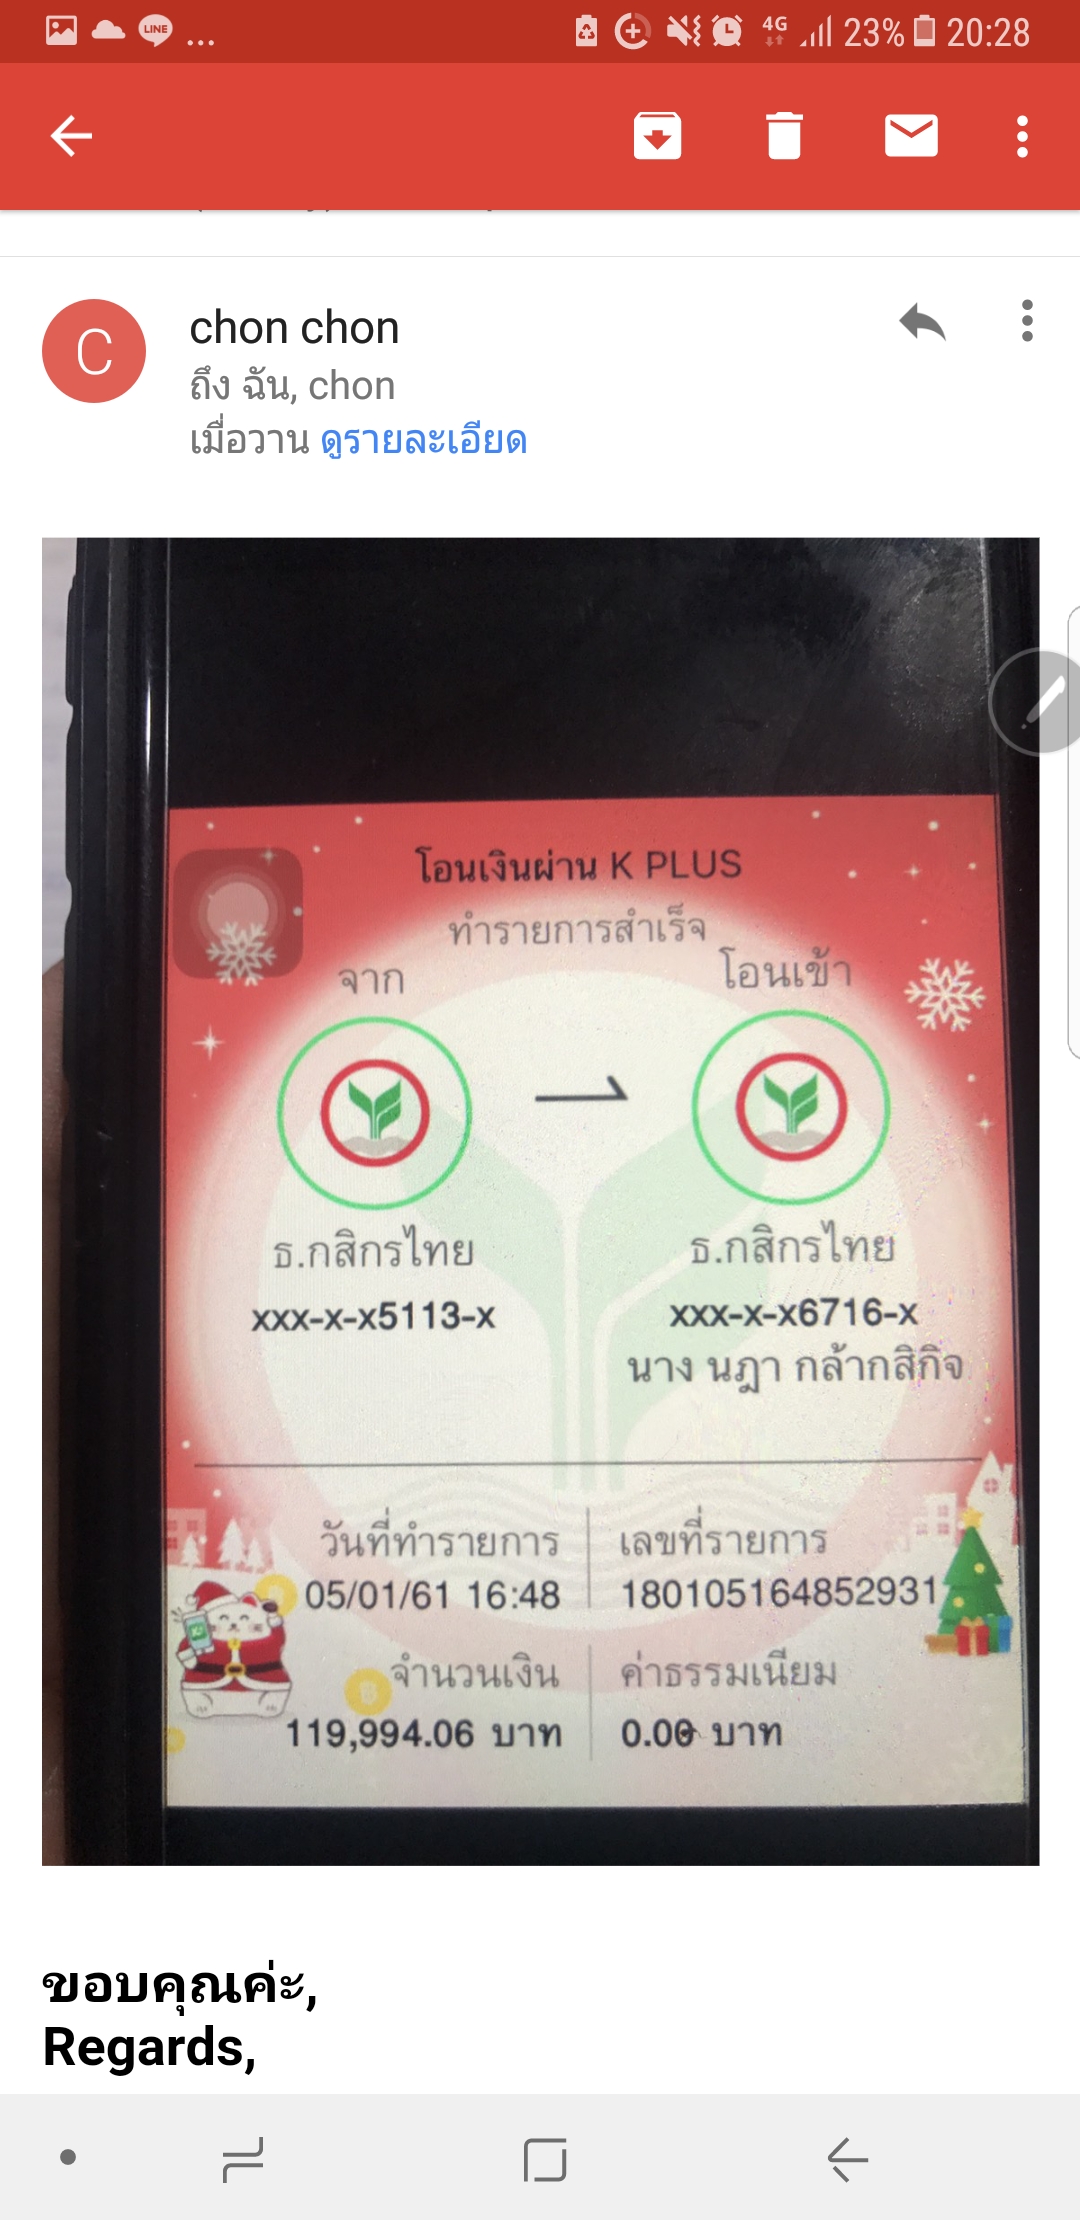 LINE
...
4G
23%
20:28
C
chon chon
ถึง ฉัน, chon
เมื่อวาน ดูรายละเอียด
โอนเงินผ่าน K PLUS
ทำรายการสำเร็จ
จาก
โอนเข้า
ธ.กสิกรไทย
ธ.กสิกรไทย
xxx-x-x5113-x
xxx-x-x6716-x
นาง นฎา กล้ากสิกิจ
วันที่ทำรายการ
เลขที่รายการ
05/01/61 16:48
180105164852931
จำนวนเงิน
ค่าธรรมเนียม
119,994.06 บาท
0.00 บาท
ขอบคุณค่ะ,
Regards,